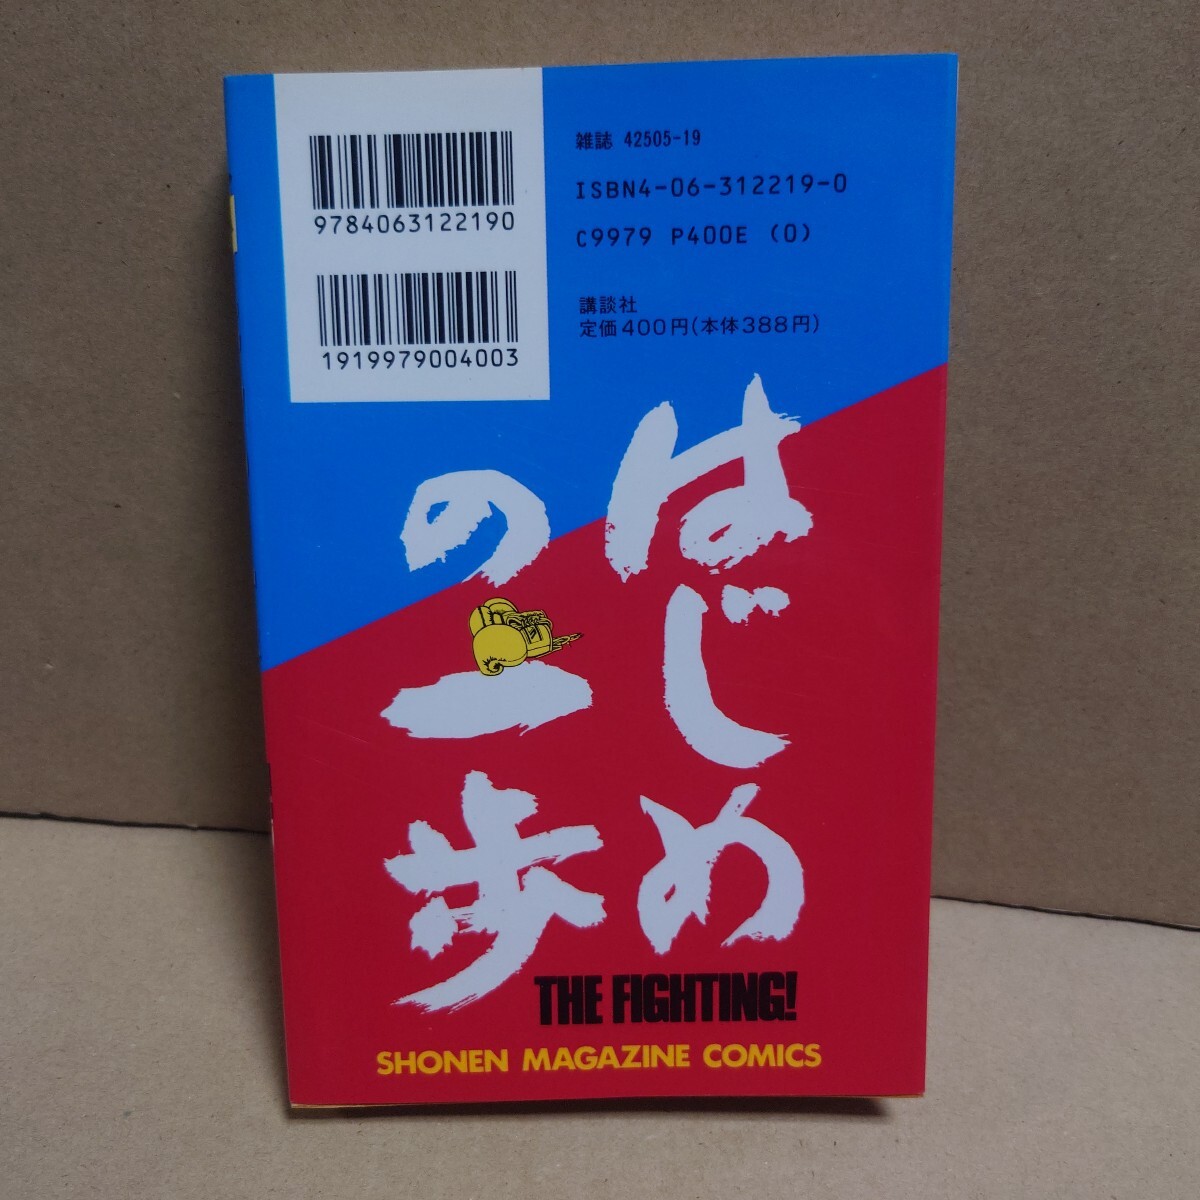 9784063122190
1919979004003
雑誌 42505-19
ISBN4-06-312219-0
C9979 P400E (0)
講談社
定価400円(本体388円)
はじめ
の一歩
THE FIGHTING!
SHONEN MAGAZINE COMICS